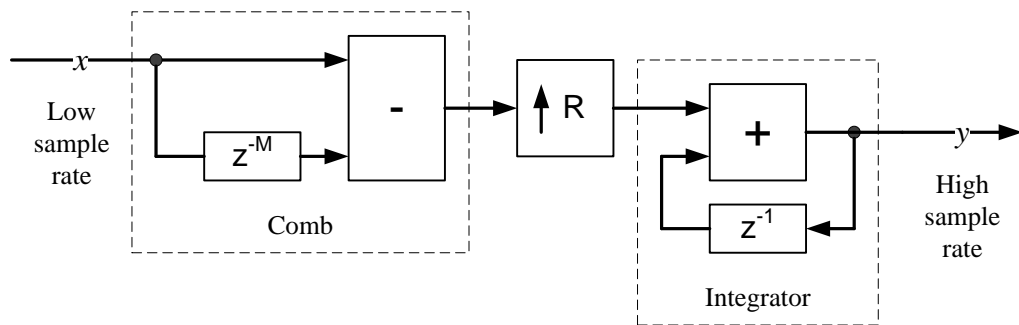 x
Low
sample
rate
z-M
-
Comb
R
+
z-1
Integrator
y
High
sample
rate